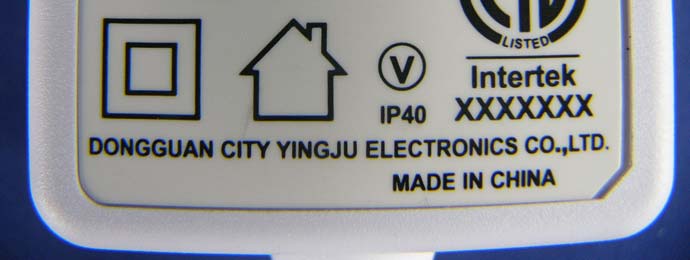 LISTED
Intertek
V
IP40 XXXXXXX
DONGGUAN CITY YINGJU ELECTRONICS CO.,LTD.
MADE IN CHINA